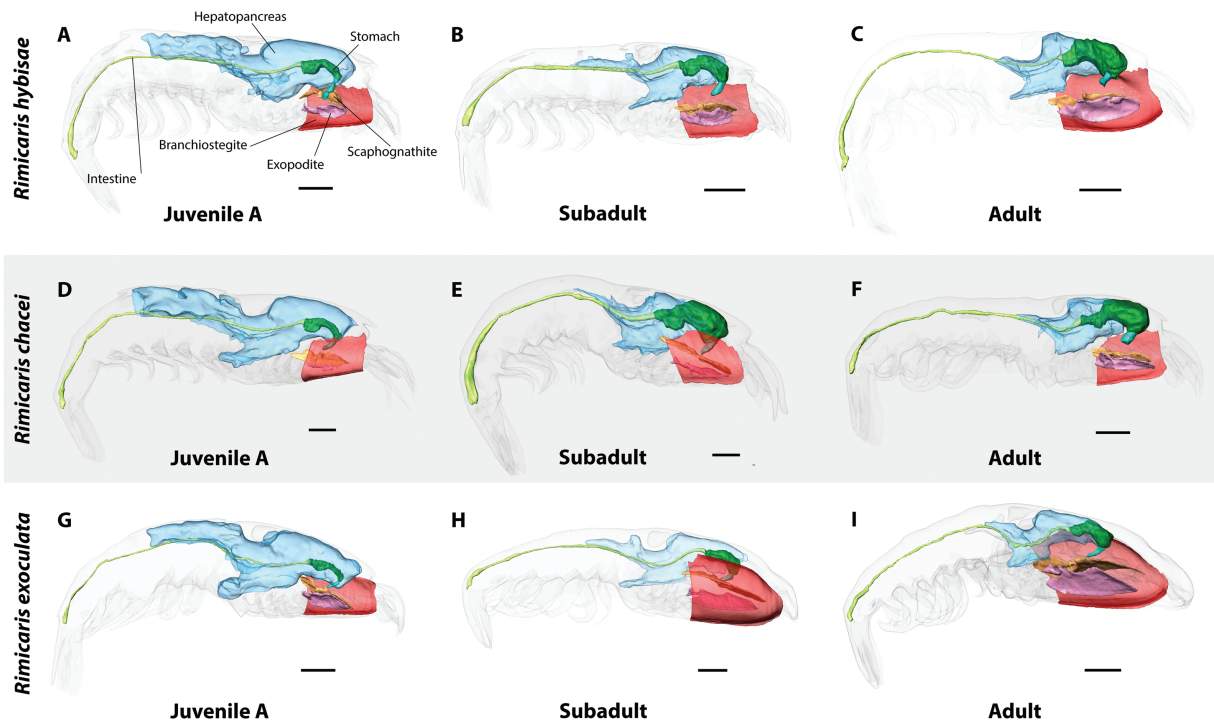 Rimicaris hybisae
A
Hepatopancreas
Stomach
Branchiostegite
Exopodite
Scaphognathite
Intestine
Juvenile A
B
Subadult
C
Adult
Rimicaris chacei
D
Juvenile A
E
Subadult
F
Adult
Rimicaris exoculata
G
Juvenile A
H
Subadult
I
Adult